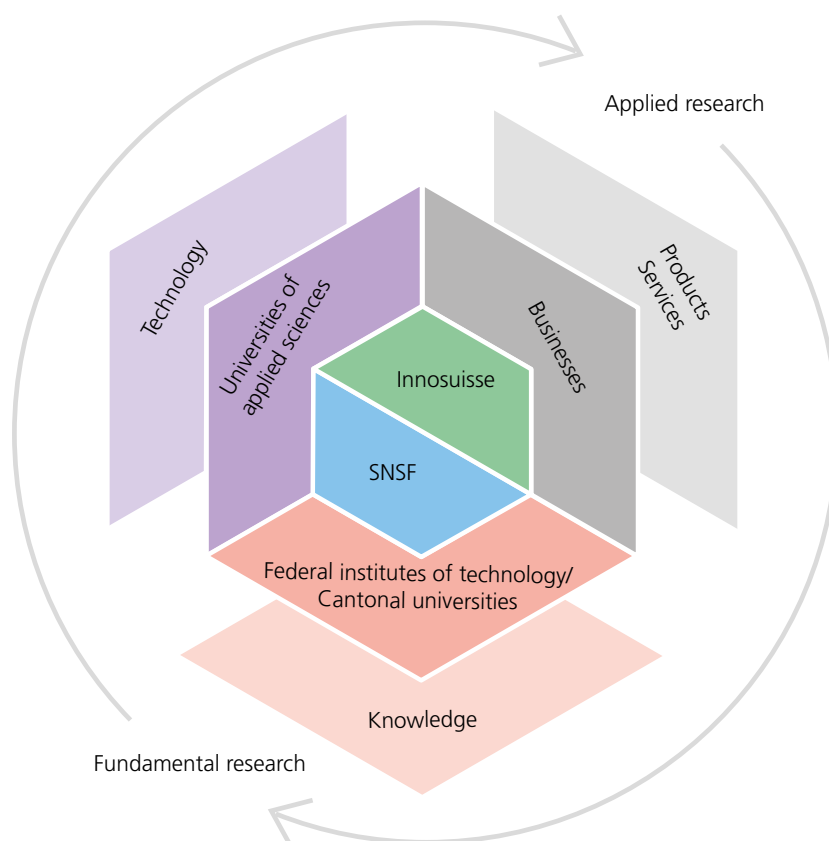 Applied research
Technology
Universities of
applied sciences
Businesses
Products
Services
Innosuisse
SNSF
Federal institutes of technology/
Cantonal universities
Knowledge
Fundamental research